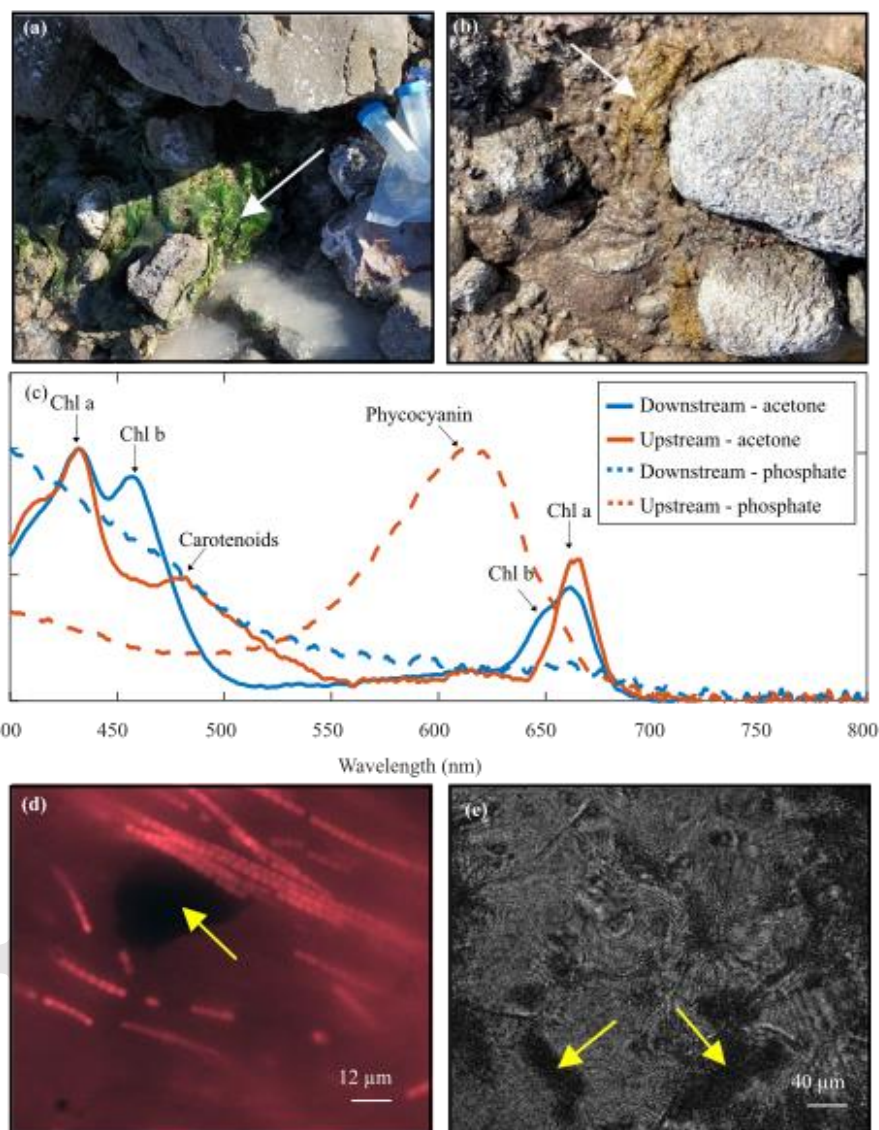 (a)
(b)
(c)
Chl a
Chl b
Carotenoids
Phycocyanin
Chl b
Chl a
Downstream - acetone
Upstream - acetone
Downstream - phosphate
Upstream - phosphate
00 450 500 550 600 650 700 750 800
Wavelength (nm)
(d)
12 µm
(e)
40 µm